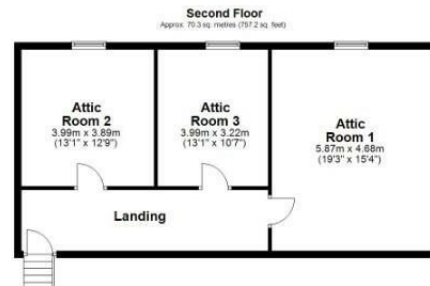 Second Floor
Approx. 70.3 sq. metres (757.2 sq. feet)
Attic
Room 2
3.99m x 3.89m
(13'1" x 12'9")
Attic
Room 3
3.99m x 3.22m
(13'1" x 10'7")
Attic
Room 1
5.87m x 4.68m
(19'3" x 15'4")
Landing